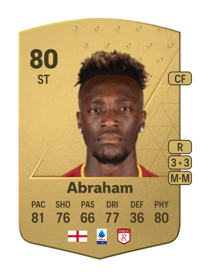 80
ST
CF
R
3★3
M-M
Abraham
PAC SHO PAS DRI DEF PHY
81 76 66 77 36 80